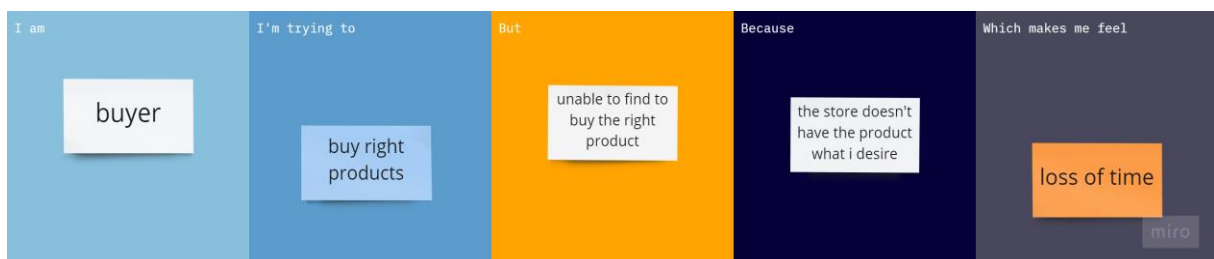 I am
I'm trying to
But
Because
Which makes me feel
buyer
buy right
products
unable to find to
buy the right
product
the store doesn't
have the product
what i desire
loss of time
miro